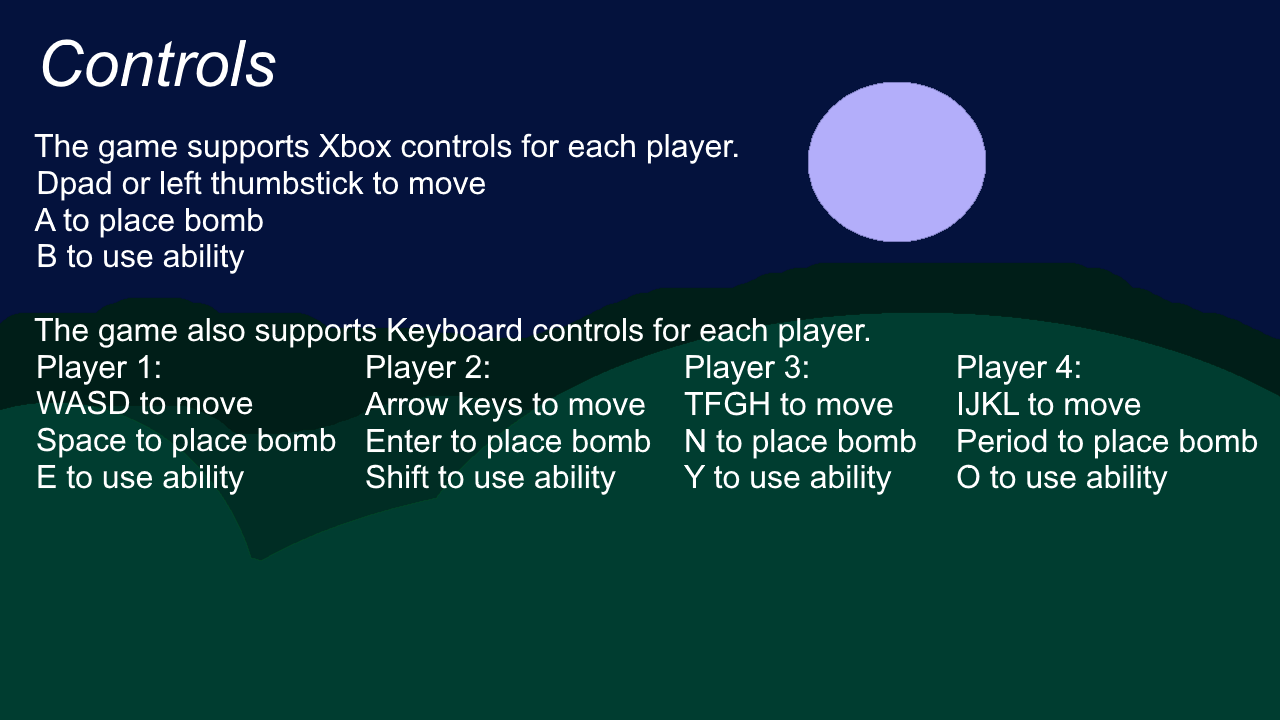 Controls
The game supports Xbox controls for each player.
Dpad or left thumbstick to move
A to place bomb
B to use ability
The game also supports Keyboard controls for each player.
Player 1:
WASD to move
Space to place bomb
E to use ability
Player 2:
Arrow keys to move
Enter to place bomb
Shift to use ability
Player 3:
TFGH to move
N to place bomb
Y to use ability
Player 4:
IJKL to move
Period to place bomb
O to use ability